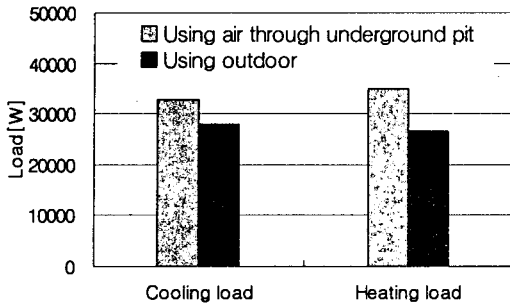 50000
40000
30000
20000
10000
0
Load[W]
Using air through underground pit
Using outdoor
Cooling load
Heating load